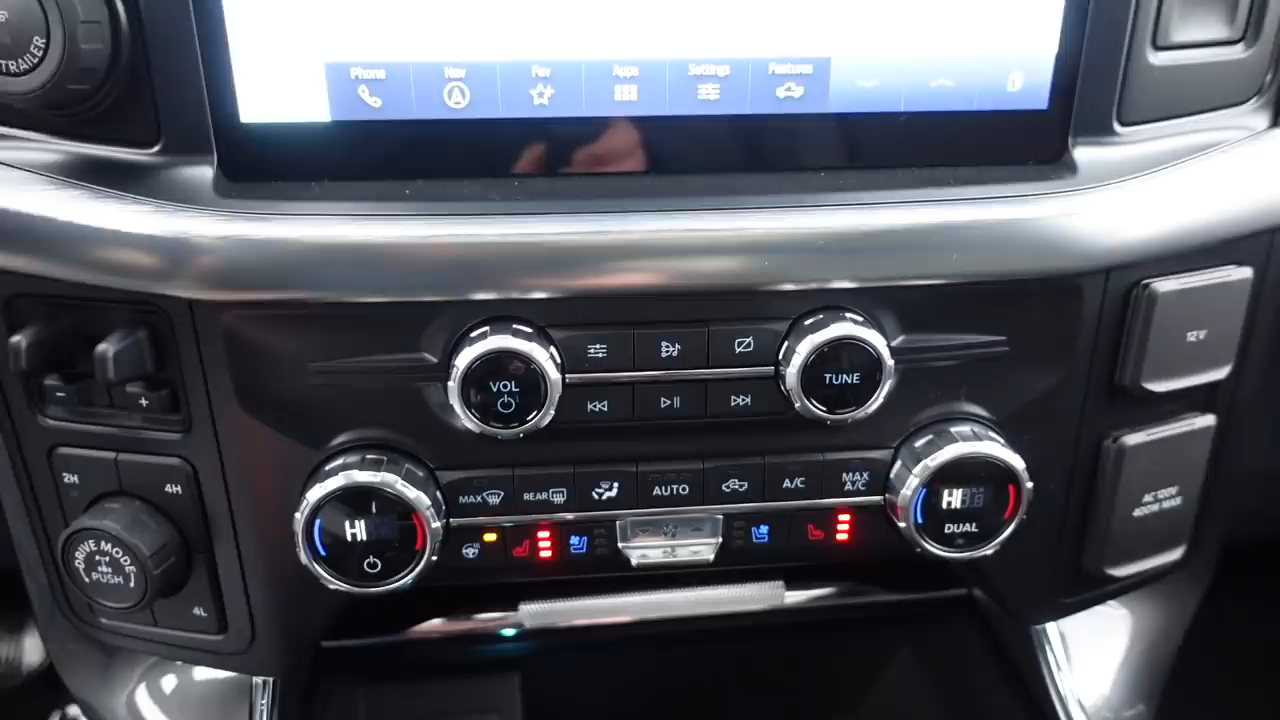 TRAILER
Phone
Nav
Fav
Apps
Settings
Features
12V
VOL
TUNE
−
+
2H
4H
MAX
REAR
AUTO
A/C
MAX
A/C
AC 120V
400W MAX
HI
HI
DUAL
DRIVE MODE
PUSH
4L